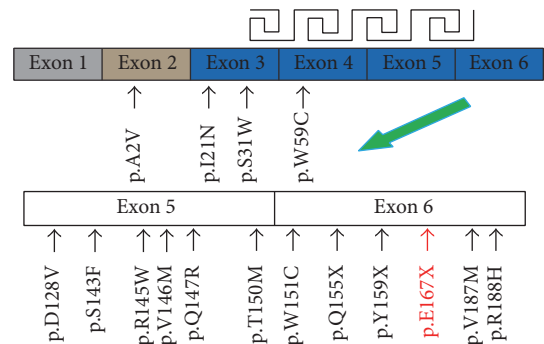 Exon 1 Exon 2 Exon 3 Exon 4 Exon 5 Exon 6
p.A2V p.I21N p.S31W p.W59C
Exon 5 Exon 6
p.D128V p.S143F p.R145W p.V146M p.Q147R p.T150M p.W151C p.Q155X p.Y159X p.E167X p.V187M p.R188H